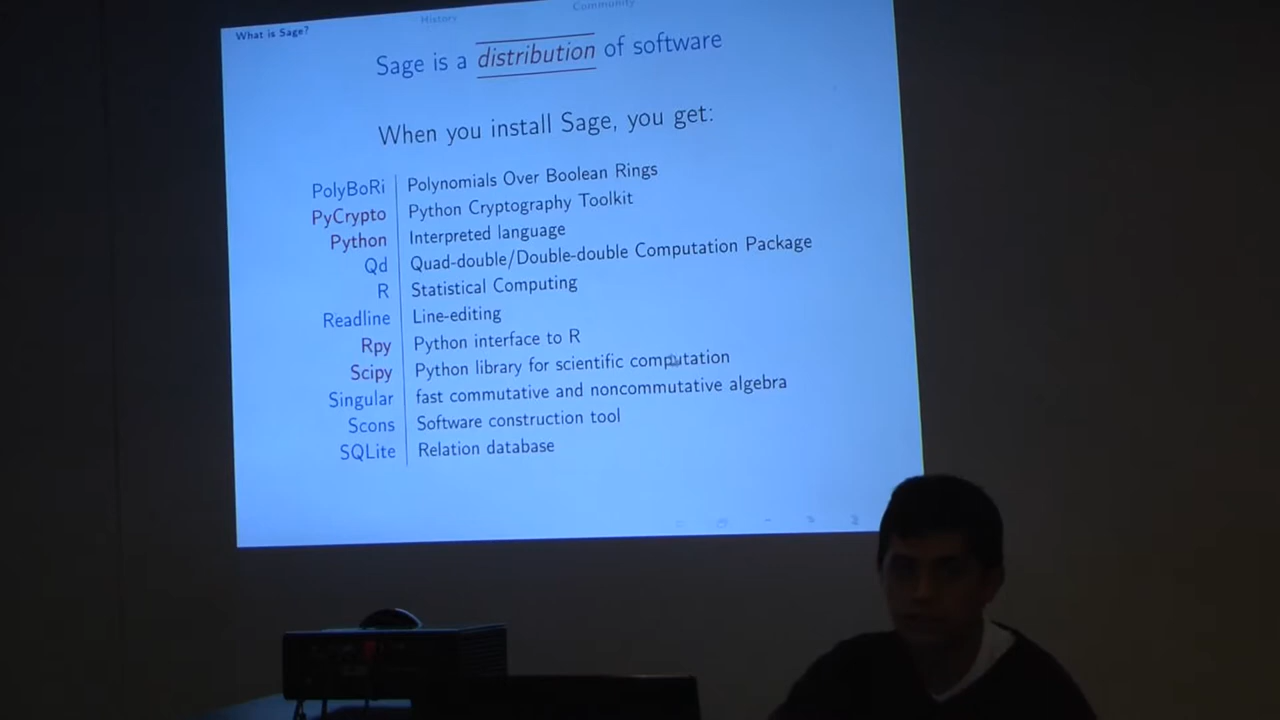 What is Sage?
History
Community
Sage is a distribution of software
When you install Sage, you get:
PolyBoRi Polynomials Over Boolean Rings
PyCrypto Python Cryptography Toolkit
Python Interpreted language
Qd Quad-double/Double-double Computation Package
R Statistical Computing
Readline Line-editing
Rpy Python interface to R
Scipy Python library for scientific computation
Singular fast commutative and noncommutative algebra
Scons Software construction tool
SQLite Relation database